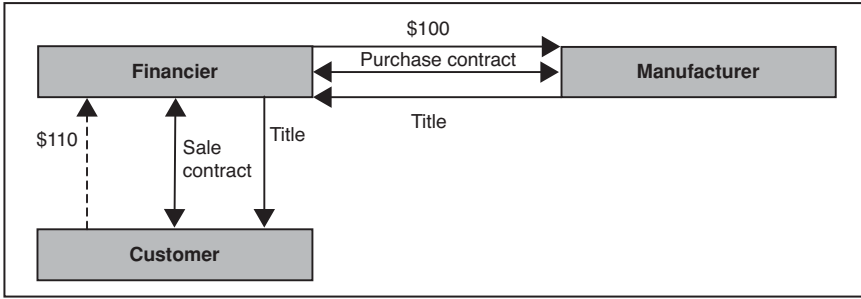 $100
Financier
Purchase contract
Manufacturer
Title
$110
Sale
contract
Title
Customer